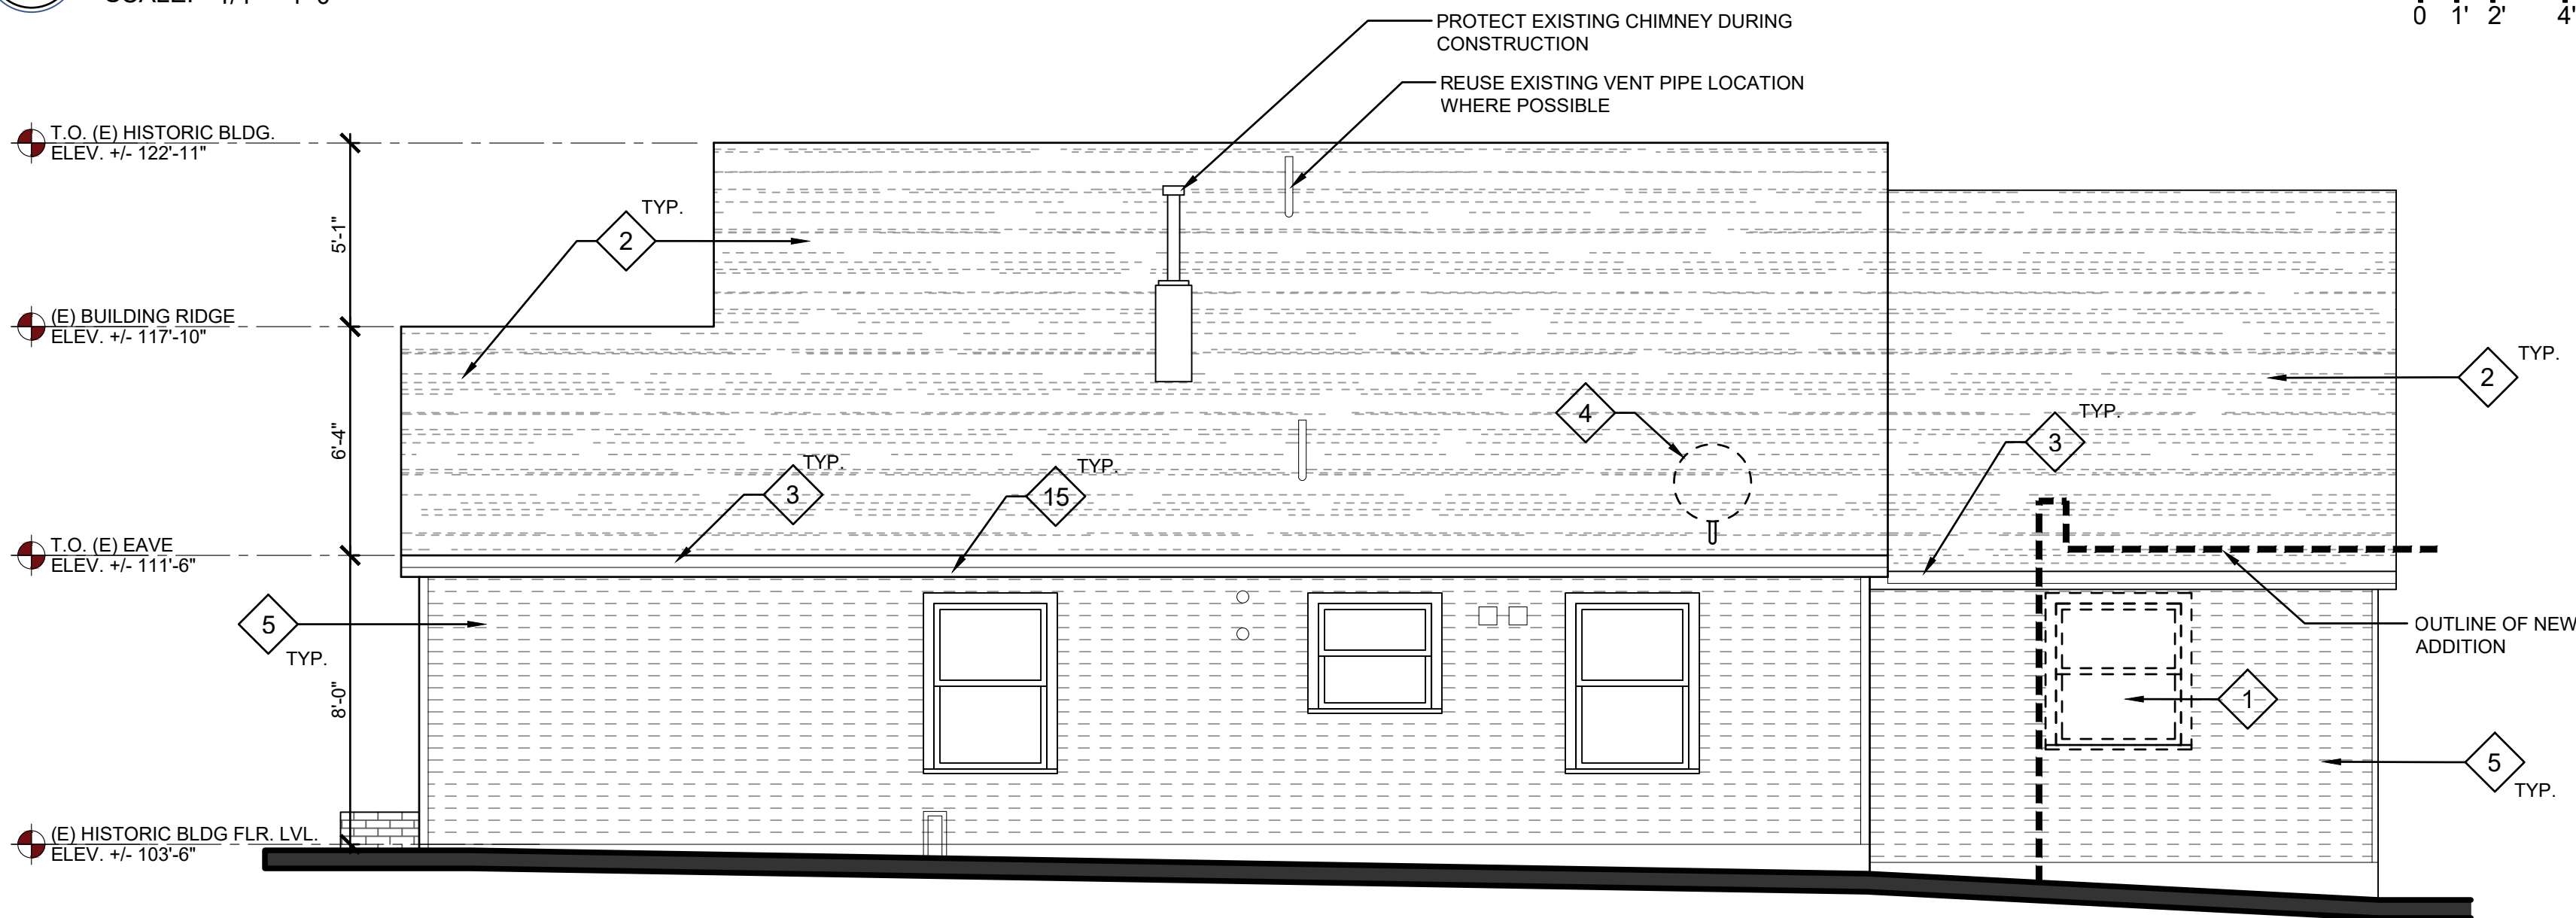 0 1' 2' 4'
PROTECT EXISTING CHIMNEY DURING
CONSTRUCTION
REUSE EXISTING VENT PIPE LOCATION
WHERE POSSIBLE
T.O. (E) HISTORIC BLDG.
ELEV. +/- 122'-11"
5'-1"
2
TYP.
(E) BUILDING RIDGE
ELEV. +/- 117'-10"
2
TYP.
6'-4"
4
3
TYP.
3
TYP.
15
TYP.
T.O. (E) EAVE
ELEV. +/- 111'-6"
5
TYP.
8'-0"
OUTLINE OF NEW
ADDITION
1
5
TYP.
(E) HISTORIC BLDG FLR. LVL.
ELEV. +/- 103'-6"